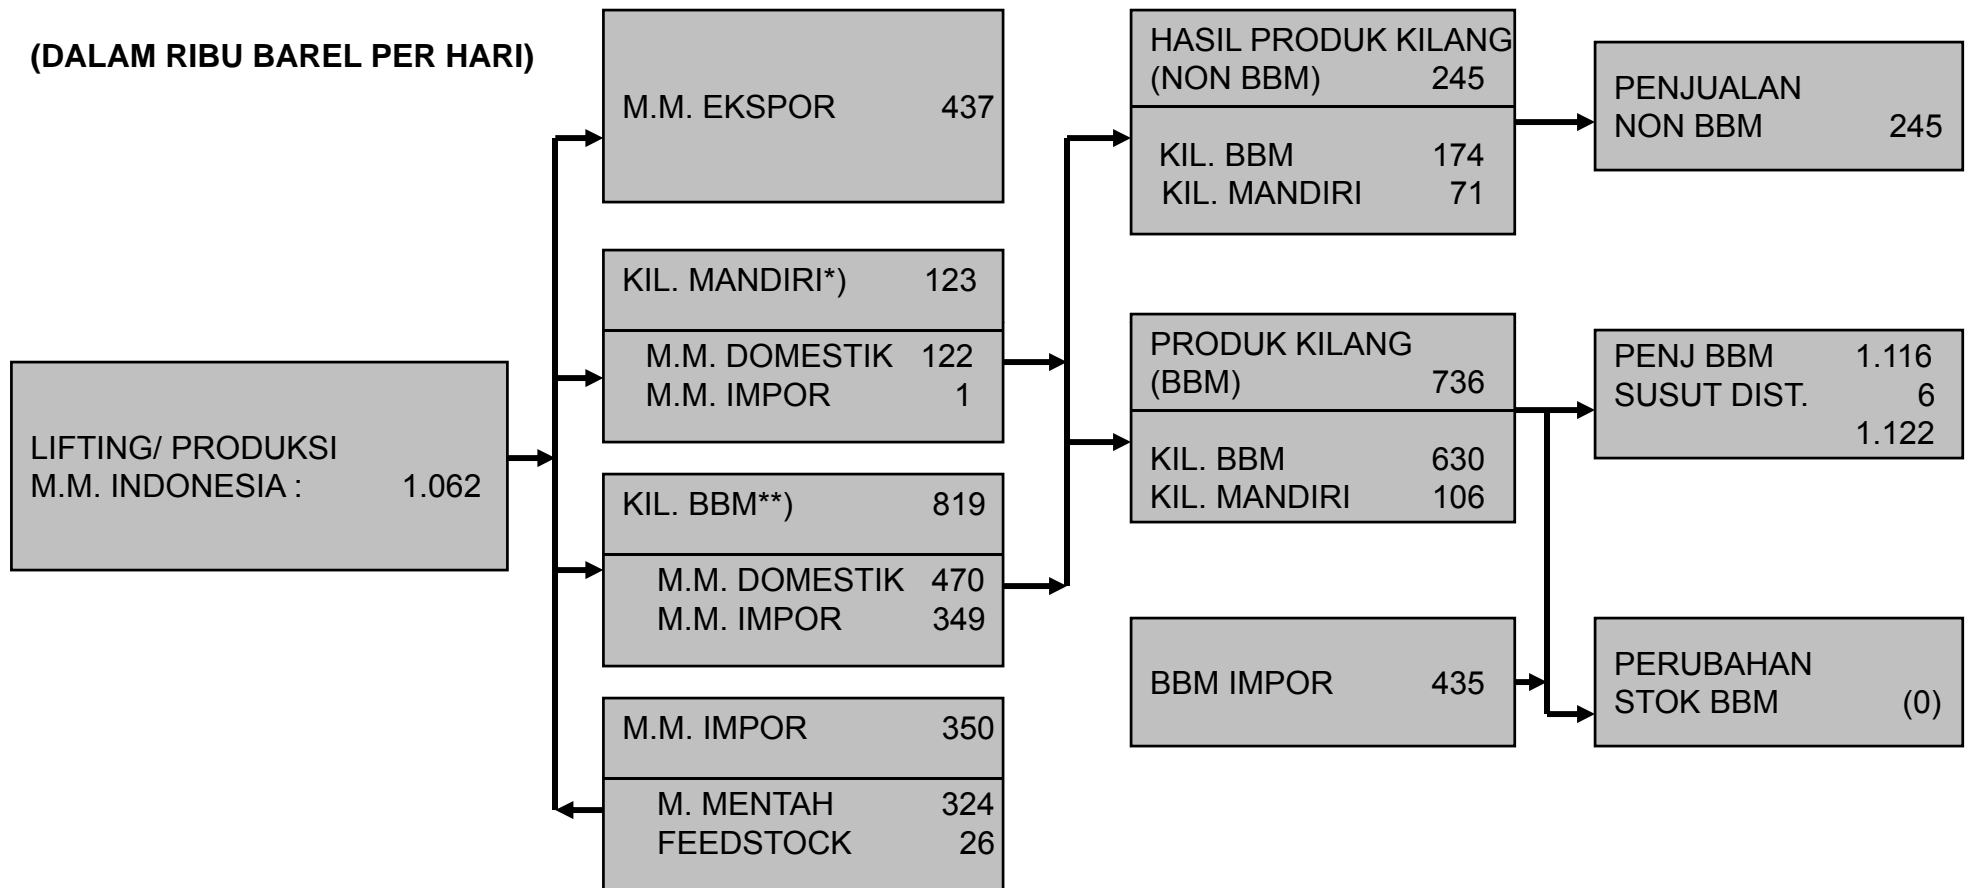 (DALAM RIBU BAREL PER HARI)
LIFTING/ PRODUKSI
M.M. INDONESIA : 1.062
M.M. EKSPOR 437
KIL. MANDIRI*) 123
M.M. DOMESTIK 122
M.M. IMPOR 1
KIL. BBM**) 819
M.M. DOMESTIK 470
M.M. IMPOR 349
M.M. IMPOR 350
M. MENTAH 324
FEEDSTOCK 26
HASIL PRODUK KILANG
(NON BBM) 245
KIL. BBM 174
KIL. MANDIRI 71
PRODUK KILANG
(BBM) 736
KIL. BBM 630
KIL. MANDIRI 106
BBM IMPOR 435
PENJUALAN
NON BBM 245
PENJ BBM 1.116
SUSUT DIST. 6
1.122
PERUBAHAN
STOK BBM (0)